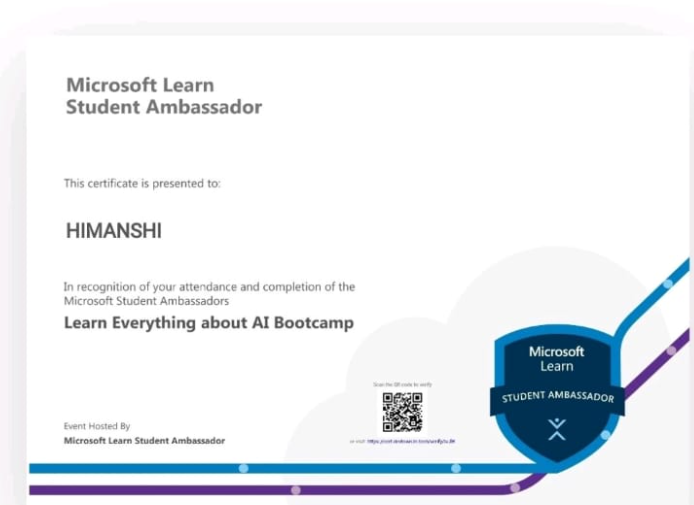 Microsoft Learn
Student Ambassador
This certificate is presented to:
HIMANSHI
In recognition of your attendance and completion of the
Microsoft Student Ambassadors
Learn Everything about AI Bootcamp
Scan the QR code to verify
or visit
Event Hosted By
Microsoft Learn Student Ambassador
Microsoft
Learn
STUDENT AMBASSADOR